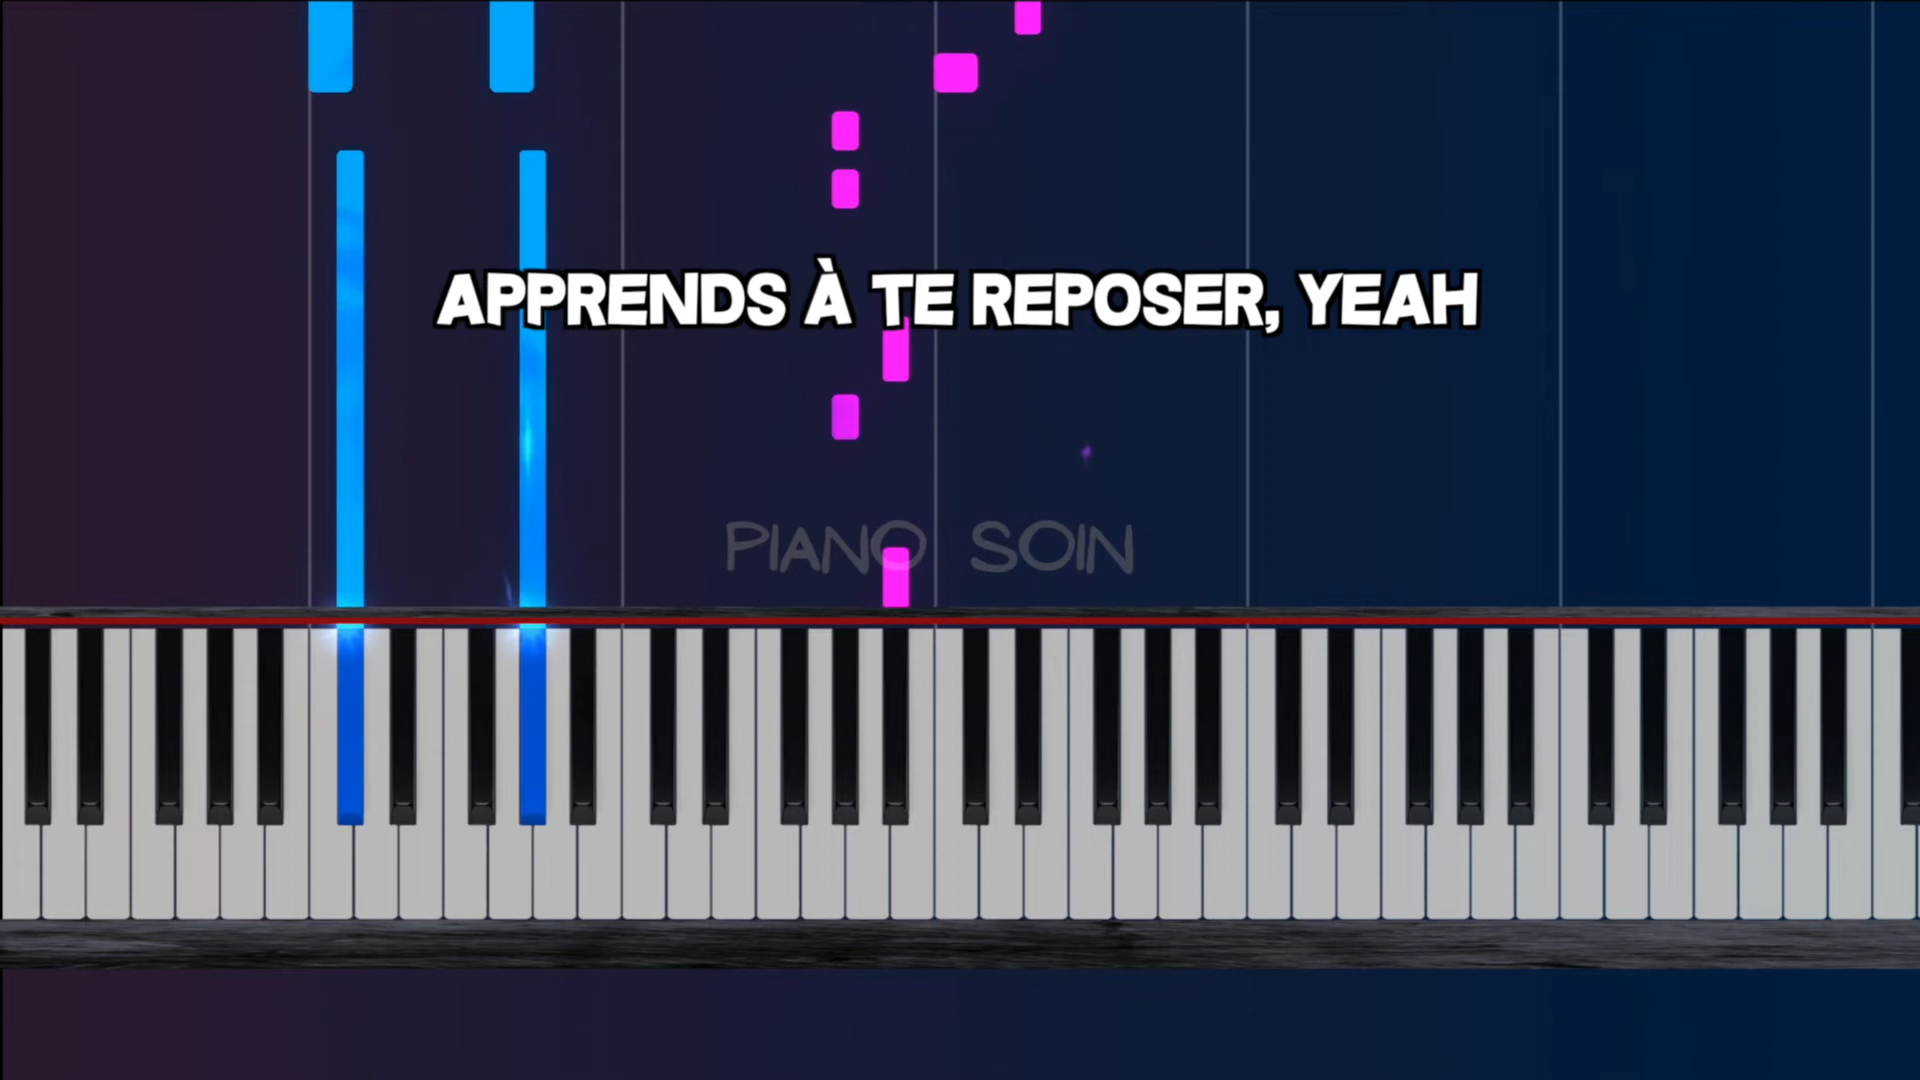 APPRENDS À TE REPOSER, YEAH
PIANO SOIN